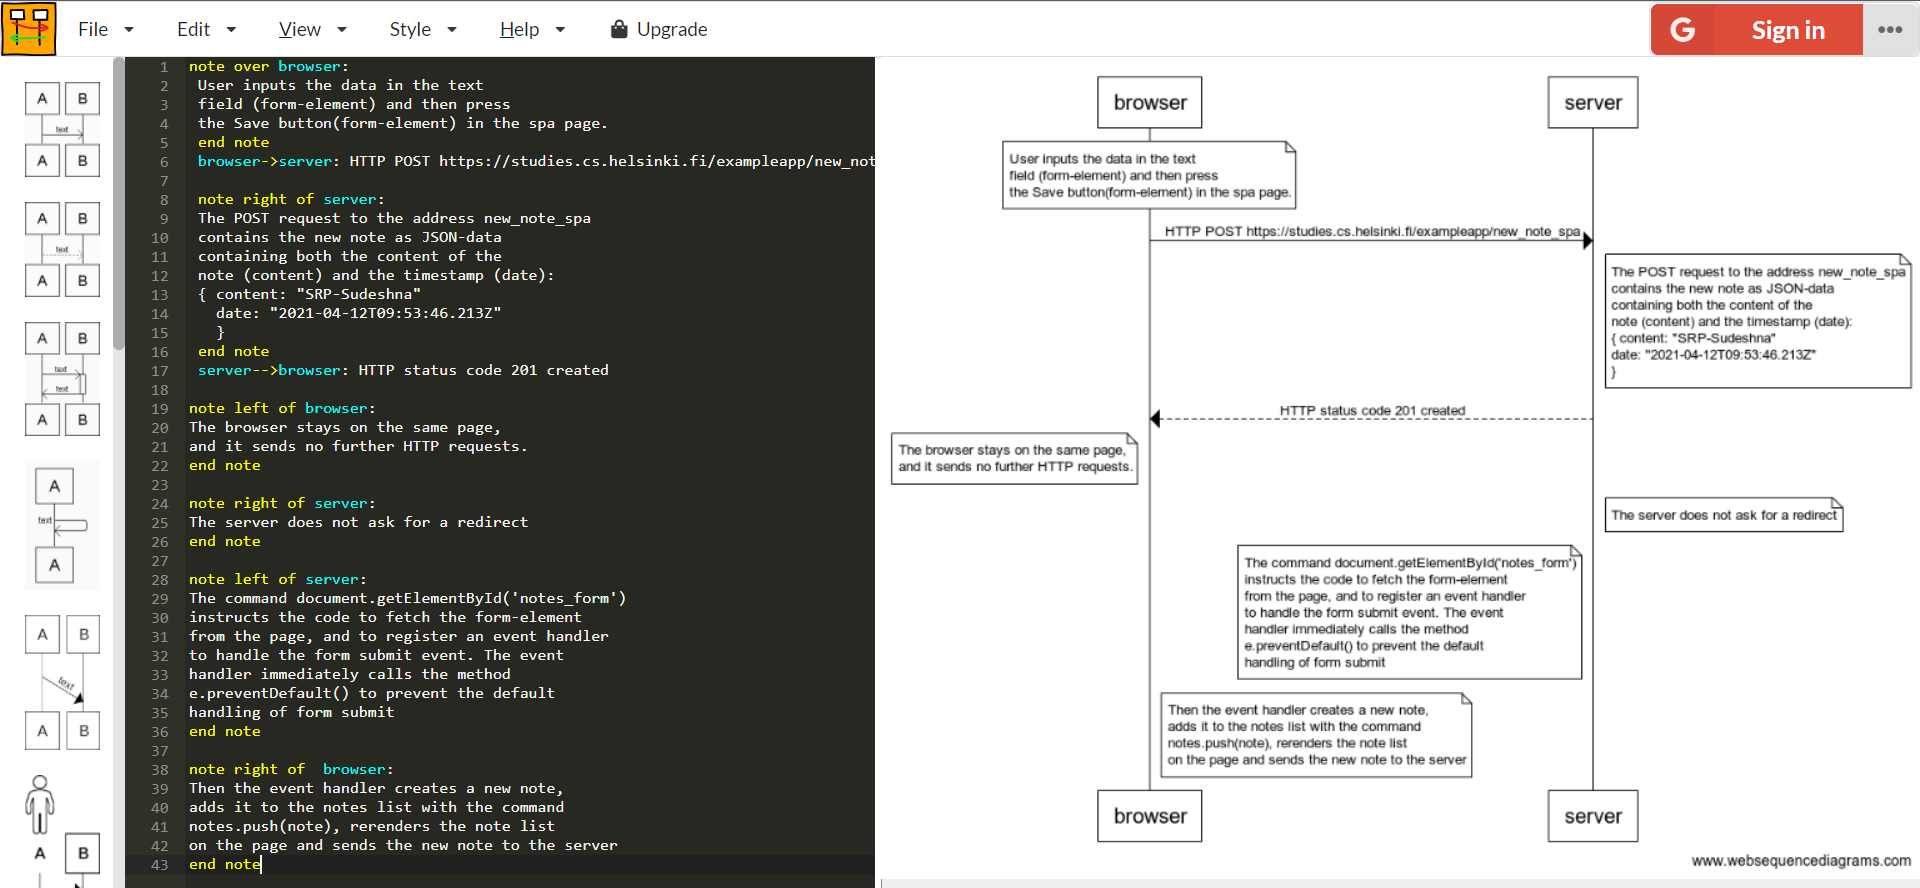 File Edit View Style Help Upgrade
G Sign in
A B
text
A B
A B
text
A B
A B
text
text
A B
A
text
A
A B
text
A B
A B
1 note over browser:
2 User inputs the data in the text
3 field (form-element) and then press
4 the Save button(form-element) in the spa page.
5 end note
6 browser->server: HTTP POST https://studies.cs.helsinki.fi/exampleapp/new_not
7
8 note right of server:
9 The POST request to the address new_note_spa
10 contains the new note as JSON-data
11 containing both the content of the
12 note (content) and the timestamp (date):
13 { content: "SRP-Sudeshna"
14 date: "2021-04-12T09:53:46.213Z"
15 }
16 end note
17 server-->browser: HTTP status code 201 created
18
19 note left of browser:
20 The browser stays on the same page,
21 and it sends no further HTTP requests.
22 end note
23
24 note right of server:
25 The server does not ask for a redirect
26 end note
27
28 note left of server:
29 The command document.getElementById('notes_form')
30 instructs the code to fetch the form-element
31 from the page, and to register an event handler
32 to handle the form submit event. The event
33 handler immediately calls the method
34 e.preventDefault() to prevent the default
35 handling of form submit
36 end note
37
38 note right of  browser:
39 Then the event handler creates a new note,
40 adds it to the notes list with the command
41 notes.push(note), rerenders the note list
42 on the page and sends the new note to the server
43 end note
browser server
User inputs the data in the text
field (form-element) and then press
the Save button(form-element) in the spa page.
HTTP POST https://studies.cs.helsinki.fi/exampleapp/new_note_spa
The POST request to the address new_note_spa
contains the new note as JSON-data
containing both the content of the
note (content) and the timestamp (date):
{ content: "SRP-Sudeshna"
date: "2021-04-12T09:53:46.213Z"
}
HTTP status code 201 created
The browser stays on the same page,
and it sends no further HTTP requests.
The server does not ask for a redirect
The command document.getElementById('notes_form')
instructs the code to fetch the form-element
from the page, and to register an event handler
to handle the form submit event. The event
handler immediately calls the method
e.preventDefault() to prevent the default
handling of form submit
Then the event handler creates a new note,
adds it to the notes list with the command
notes.push(note), rerenders the note list
on the page and sends the new note to the server
browser server
www.websequencediagrams.com